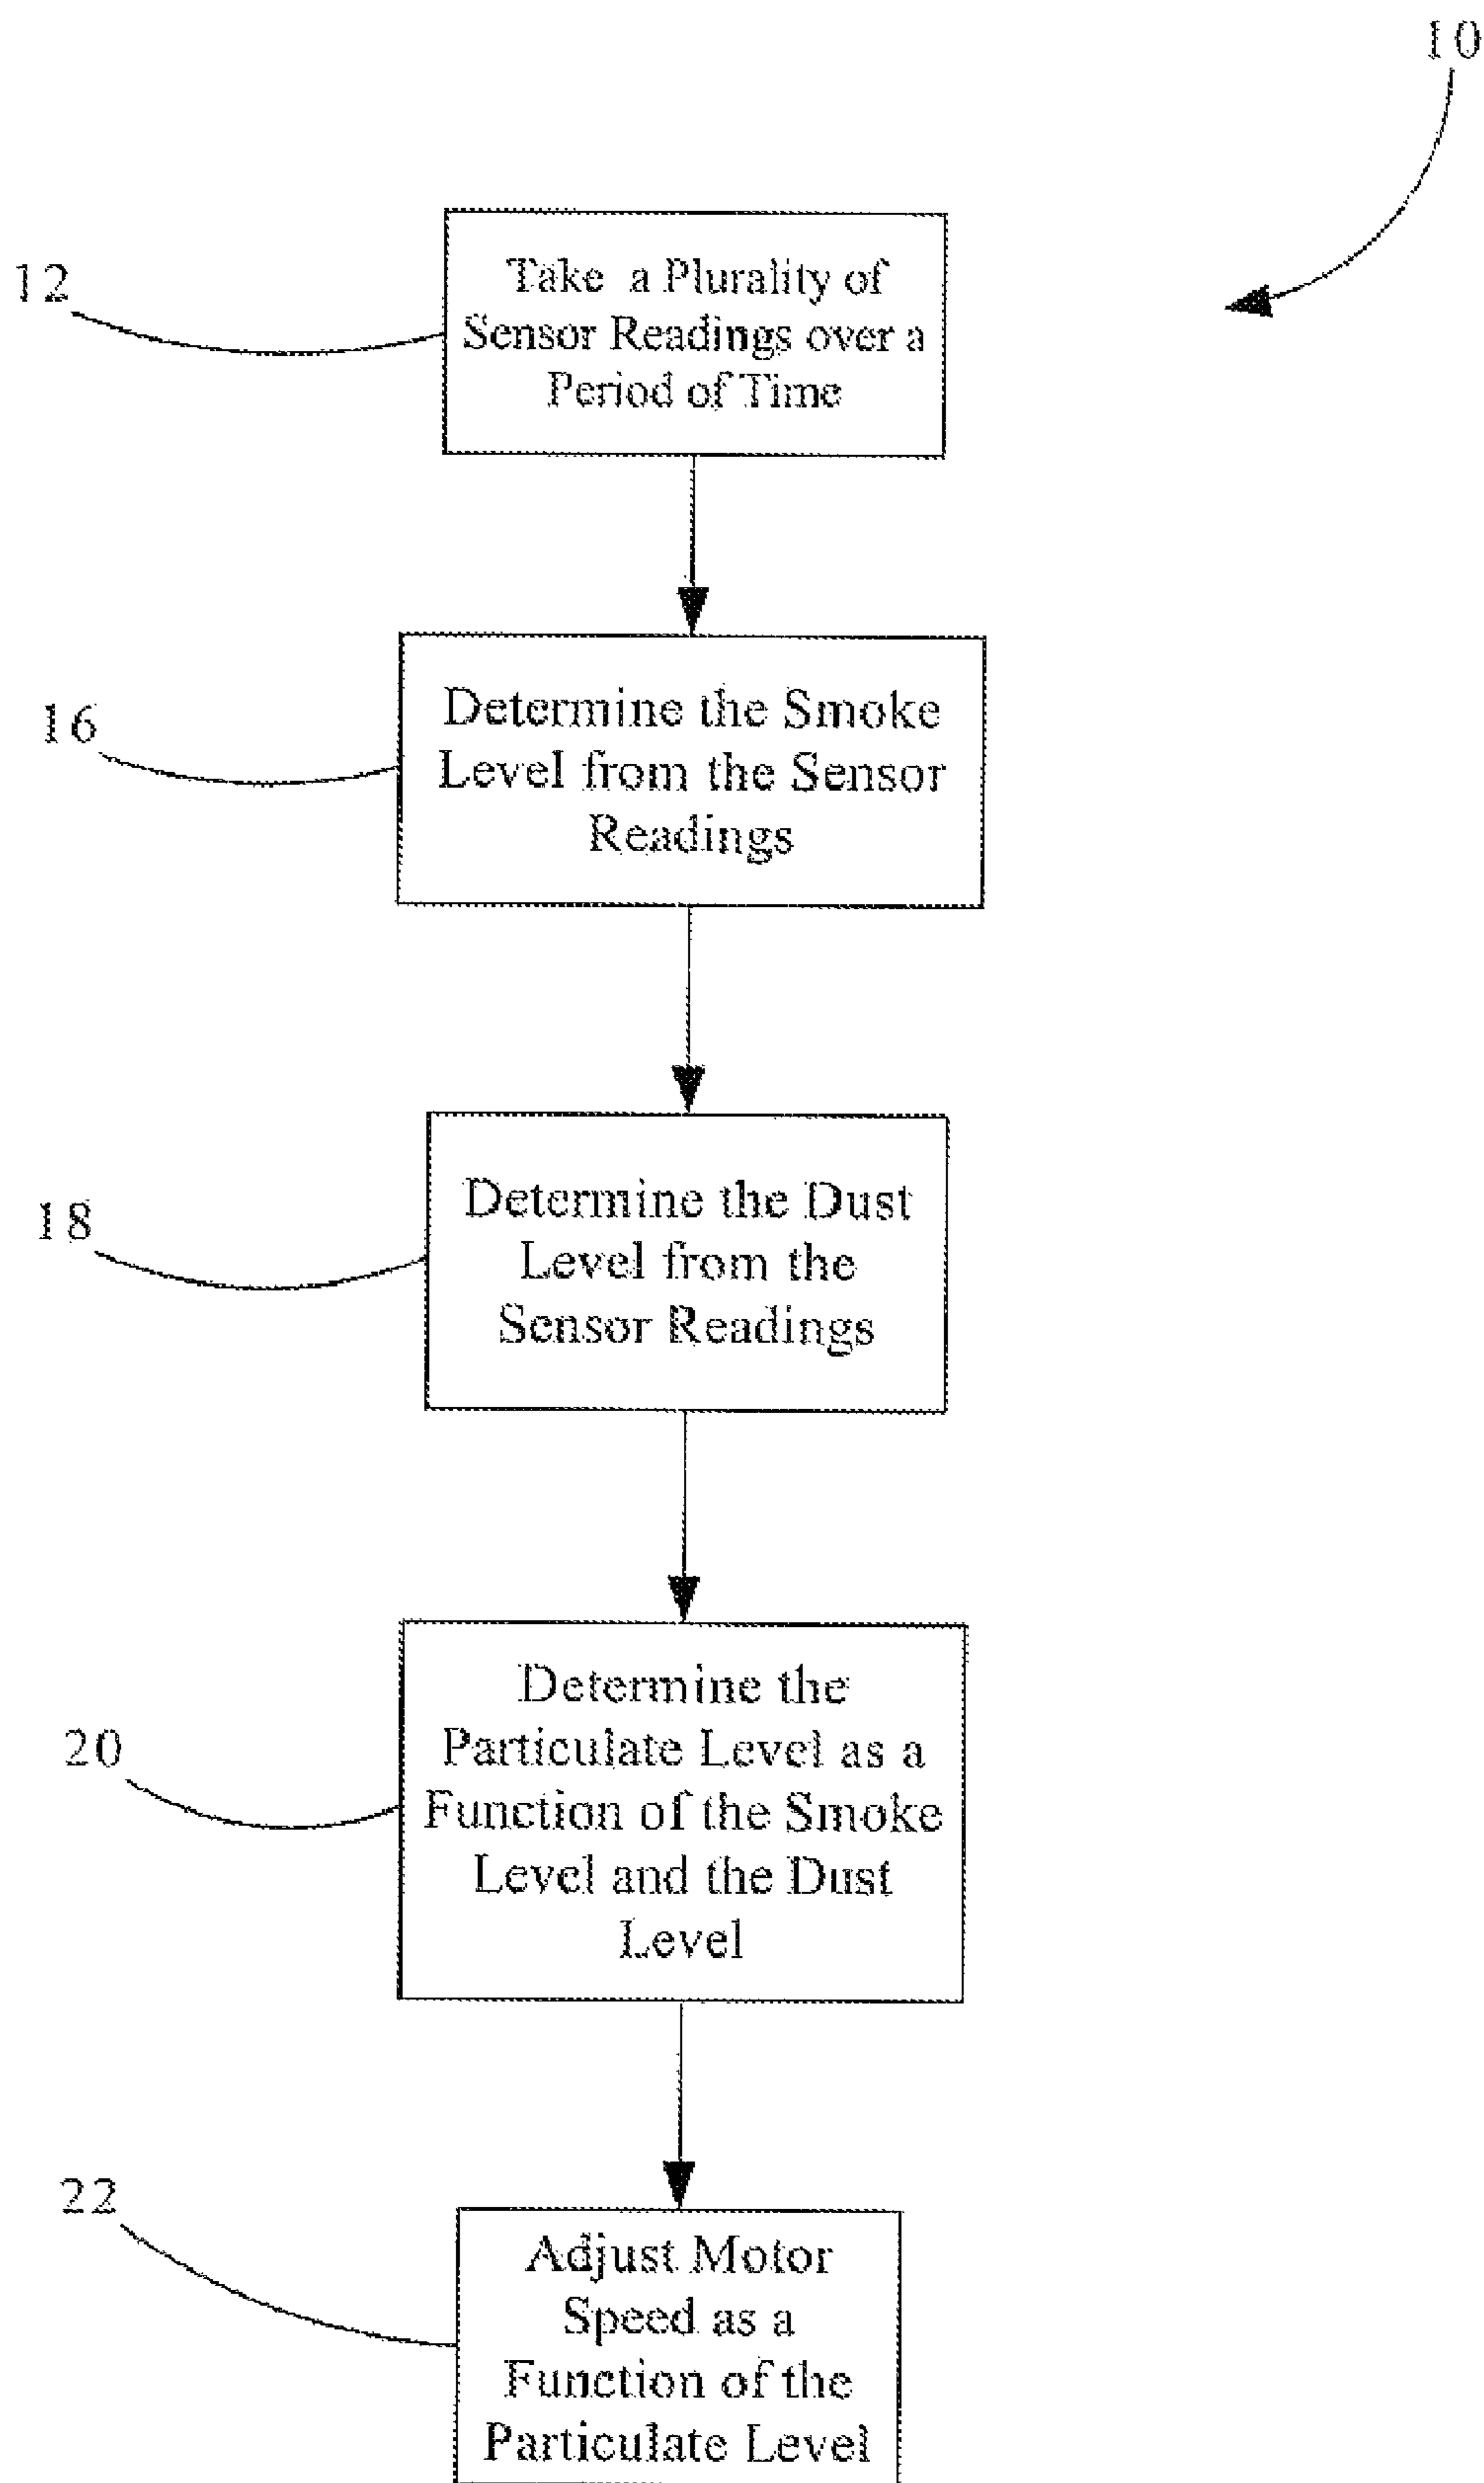 10
12
Take a Plurality of
Sensor Readings over a
Period of Time
16
Determine the Smoke
Level from the Sensor
Readings
18
Determine the Dust
Level from the
Sensor Readings
20
Determine the
Particulate Level as a
Function of the Smoke
Level and the Dust
Level
22
Adjust Motor
Speed as a
Function of the
Particulate Level